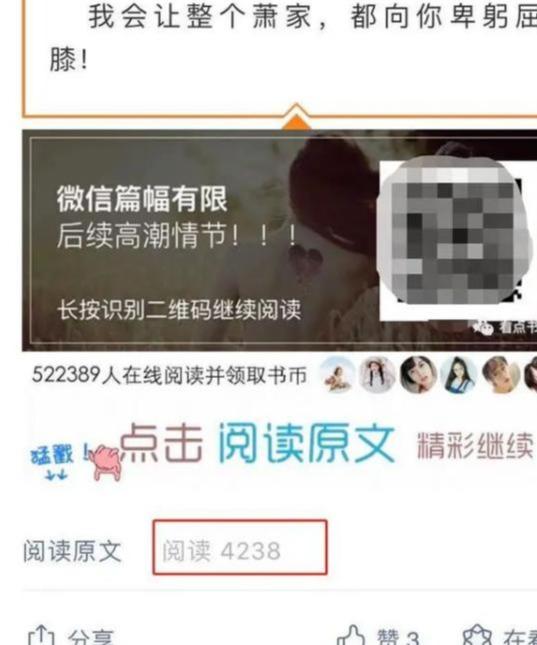 我会让整个萧家，都向你卑躬屈
膝！
微信篇幅有限
后续高潮情节！！！
长按识别二维码继续阅读
看点书
522389人在线阅读并领取书币
猛戳！点击 阅读原文 精彩继续
阅读原文 阅读 4238
分享 赞 3 在看